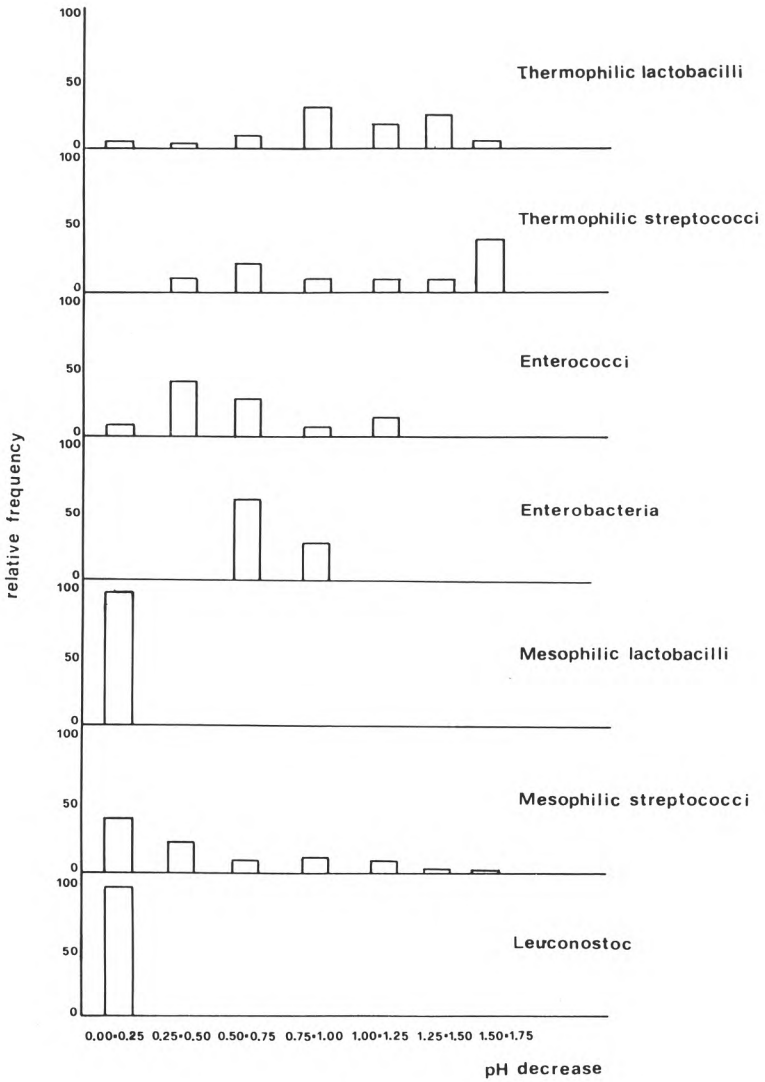 100
50
Thermophilic lactobacilli
0
100
50
Thermophilic streptococci
0
100
50
Enterococci
0
100
50
Enterobacteria
0
100
50
Mesophilic lactobacilli
0
100
50
Mesophilic streptococci
0
100
50
Leuconostoc
0
relative frequency
0.00•0.25 0.25•0.50 0.50•0.75 0.75•1.00 1.00•1.25 1.25•1.50 1.50•1.75
pH decrease